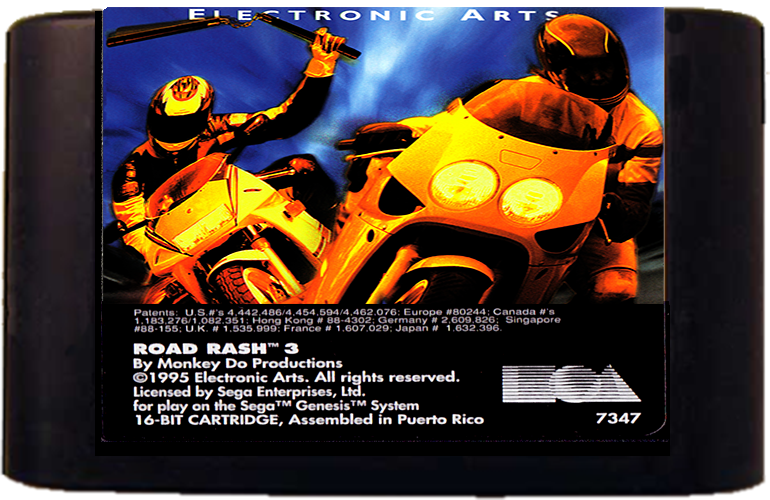 ELECTRONIC ARTS
Patents: U.S.#'s 4,442,486/4,454,594/4,462,076; Europe #80244; Canada #'s
1,183,276/1,082,351; Hong Kong # 88-4302; Germany # 2,609,826; Singapore
#88-155; U.K. # 1,535,999; France # 1,607,029; Japan # 1,632,396.
ROAD RASH™ 3
By Monkey Do Productions
©1995 Electronic Arts. All rights reserved.
Licensed by Sega Enterprises, Ltd.
for play on the Sega™ Genesis™ System
16-BIT CARTRIDGE, Assembled in Puerto Rico
EA
7347